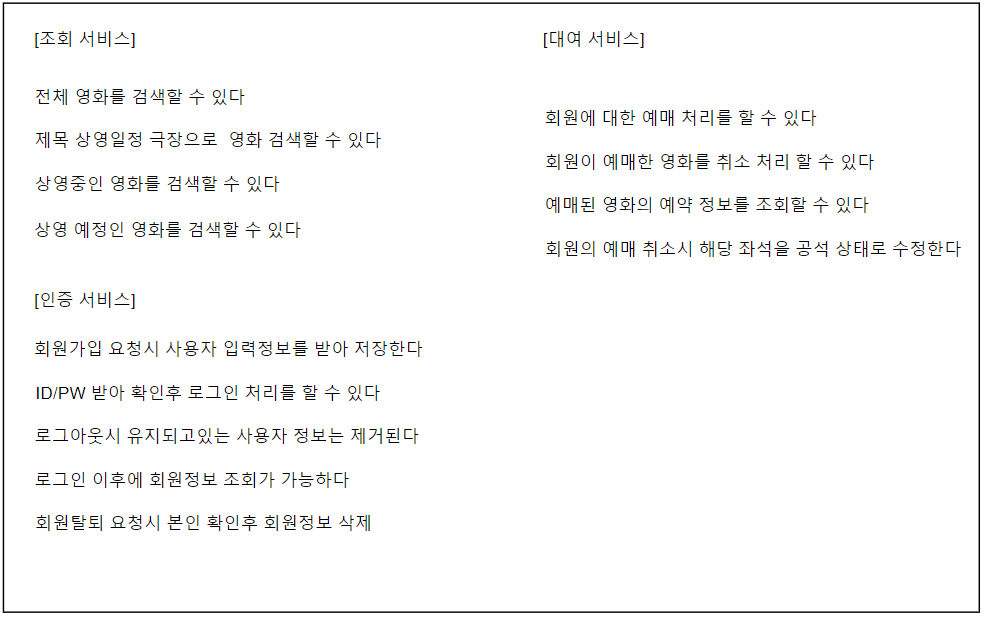 [조회 서비스]
전체 영화를 검색할 수 있다
제목 상영일정 극장으로  영화 검색할 수 있다
상영중인 영화를 검색할 수 있다
상영 예정인 영화를 검색할 수 있다
[인증 서비스]
회원가입 요청시 사용자 입력정보를 받아 저장한다
ID/PW 받아 확인후 로그인 처리를 할 수 있다
로그아웃시 유지되고있는 사용자 정보는 제거된다
로그인 이후에 회원정보 조회가 가능하다
회원탈퇴 요청시 본인 확인후 회원정보 삭제
[대여 서비스]
회원에 대한 예매 처리를 할 수 있다
회원이 예매한 영화를 취소 처리 할 수 있다
예매된 영화의 예약 정보를 조회할 수 있다
회원의 예매 취소시 해당 좌석을 공석 상태로 수정한다